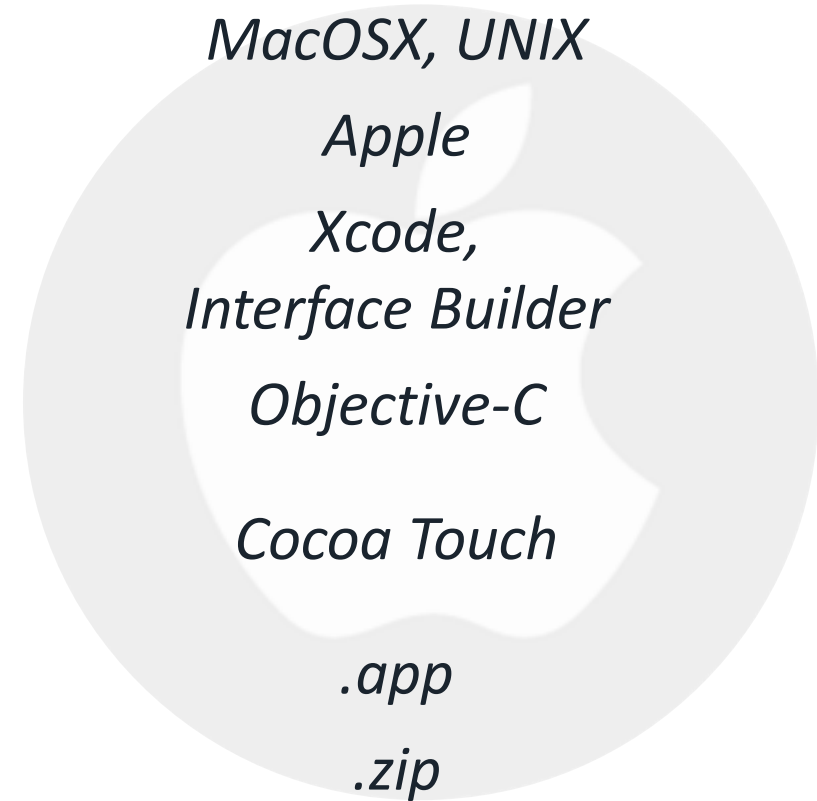 MacOSX, UNIX
Apple
Xcode,
Interface Builder
Objective-C
Cocoa Touch
.app
.zip